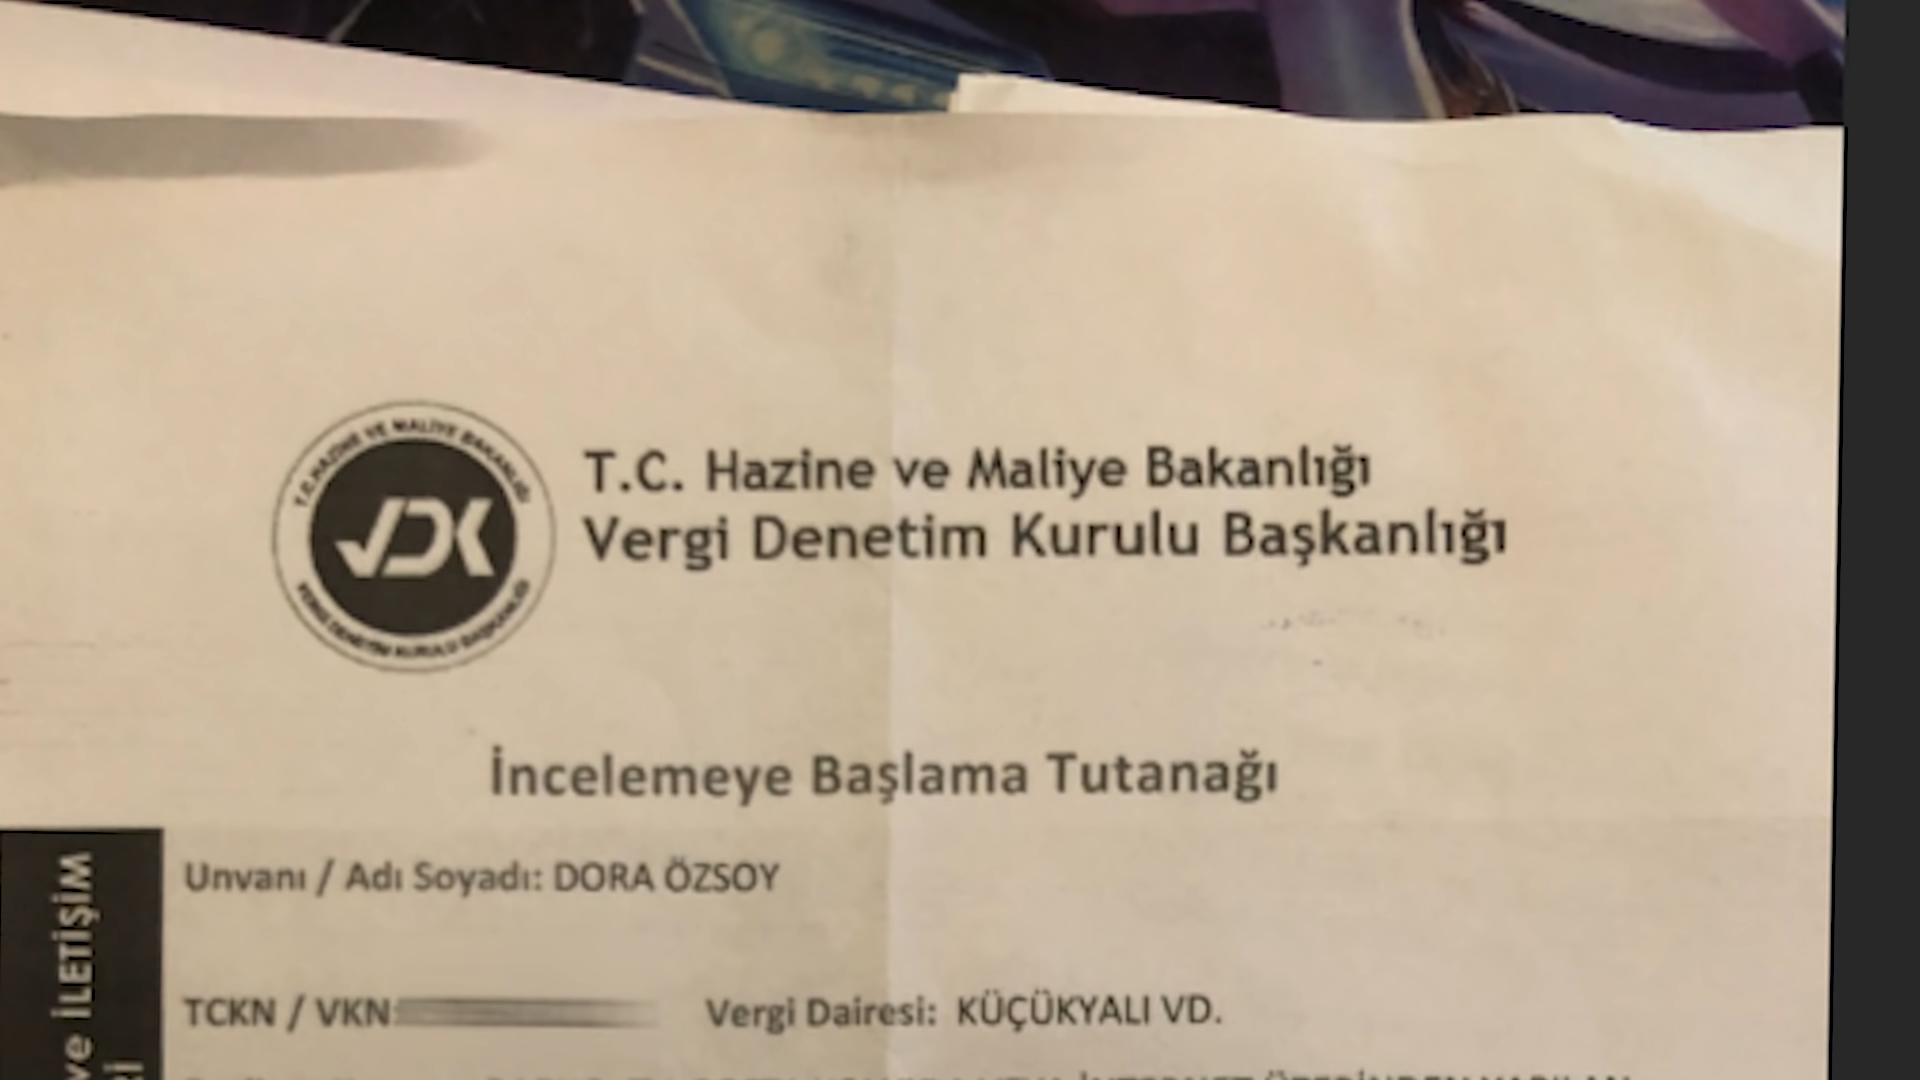 T.C. HAZİNE VE MALİYE BAKANLIĞI
VERGİ DENETİM KURULU BAŞKANLIĞI
VDK
T.C. Hazine ve Maliye Bakanlığı
Vergi Denetim Kurulu Başkanlığı
İncelemeye Başlama Tutanağı
ve İLETİŞİM
Unvanı / Adı Soyadı: DORA ÖZSOY
TCKN / VKN: Vergi Dairesi: KÜÇÜKYALI VD.